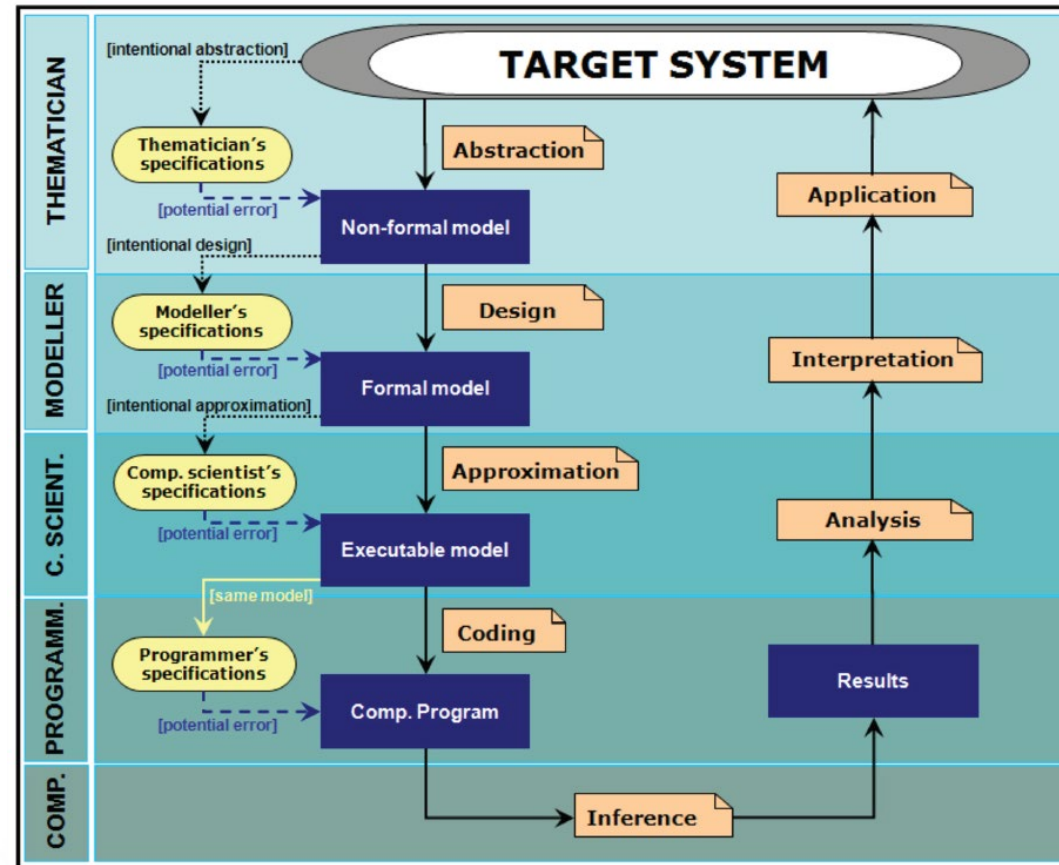 TARGET SYSTEM
THEMATICIAN
[intentional abstraction]
Thematician´s
specifications
Abstraction
[potential error]
Non-formal model
Application
[intentional design]
MODELLER
Modeller´s
specifications
Design
[potential error]
Formal model
Interpretation
[intentional approximation]
C. SCIENT.
Comp. scientist´s
specifications
Approximation
[potential error]
Executable model
Analysis
[same model]
PROGRAMM.
Programmer´s
specifications
Coding
[potential error]
Comp. Program
Results
COMP.
Inference